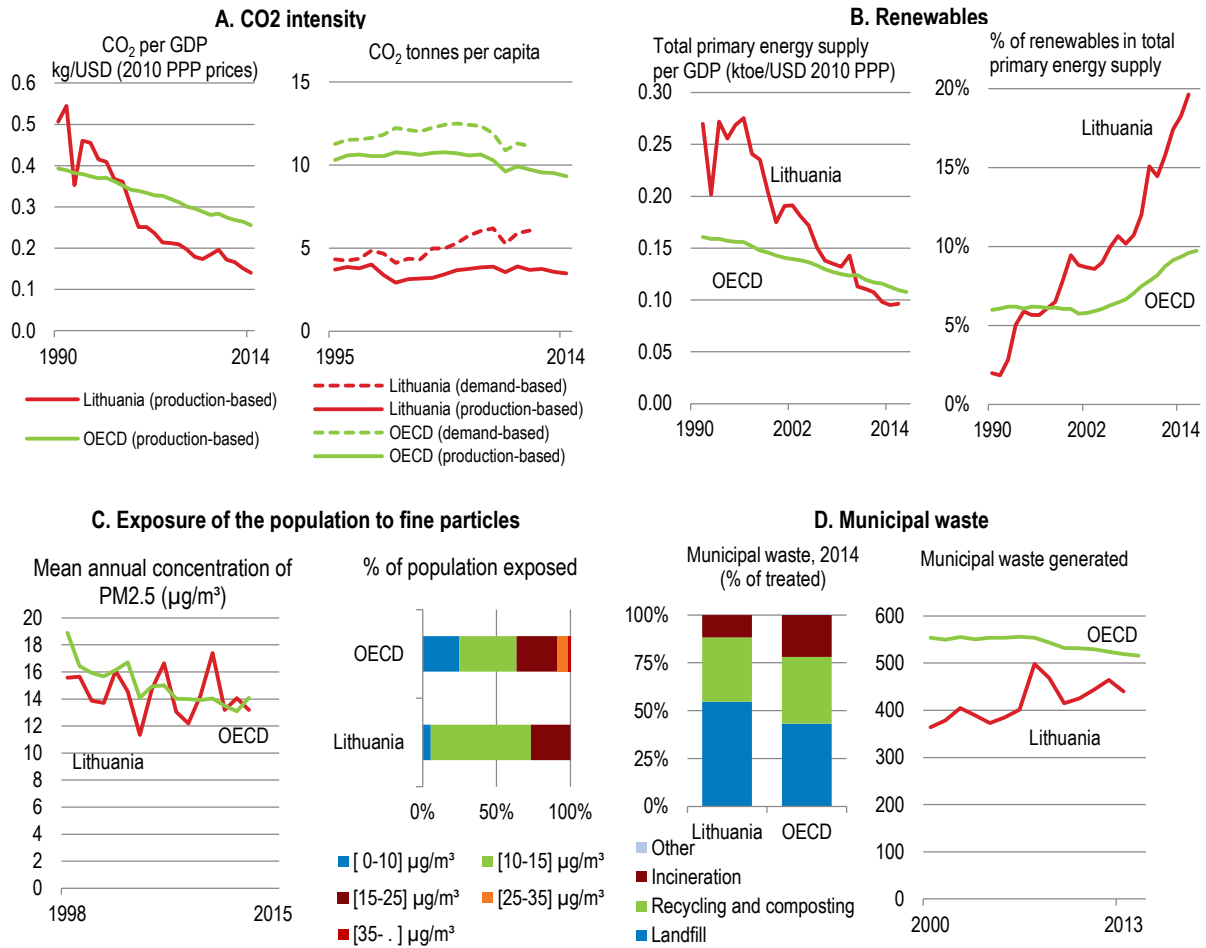 A. CO2 intensity
CO₂ per GDP
kg/USD (2010 PPP prices)
0.6
0.5
0.4
0.3
0.2
0.1
0.0
1990
2014
Lithuania (production-based)
OECD (production-based)
CO₂ tonnes per capita
15
10
5
0
1995
2014
Lithuania (demand-based)
Lithuania (production-based)
OECD (demand-based)
OECD (production-based)
B. Renewables
Total primary energy supply
per GDP (ktoe/USD 2010 PPP)
0.30
0.25
0.20
0.15
0.10
0.05
0.00
Lithuania
OECD
1990
2002
2014
% of renewables in total
primary energy supply
20%
15%
10%
5%
0%
Lithuania
OECD
1990
2002
2014
C. Exposure of the population to fine particles
Mean annual concentration of
PM2.5 (µg/m³)
20
18
16
14
12
10
8
6
4
2
0
OECD
Lithuania
1998
2015
% of population exposed
OECD
Lithuania
0%
50%
100%
[ 0-10] µg/m³
[10-15] µg/m³
[15-25] µg/m³
[25-35] µg/m³
[35- . ] µg/m³
D. Municipal waste
Municipal waste, 2014
(% of treated)
100%
75%
50%
25%
0%
Lithuania
OECD
Other
Incineration
Recycling and composting
Landfill
Municipal waste generated
600
500
400
300
200
100
0
OECD
Lithuania
2000
2013